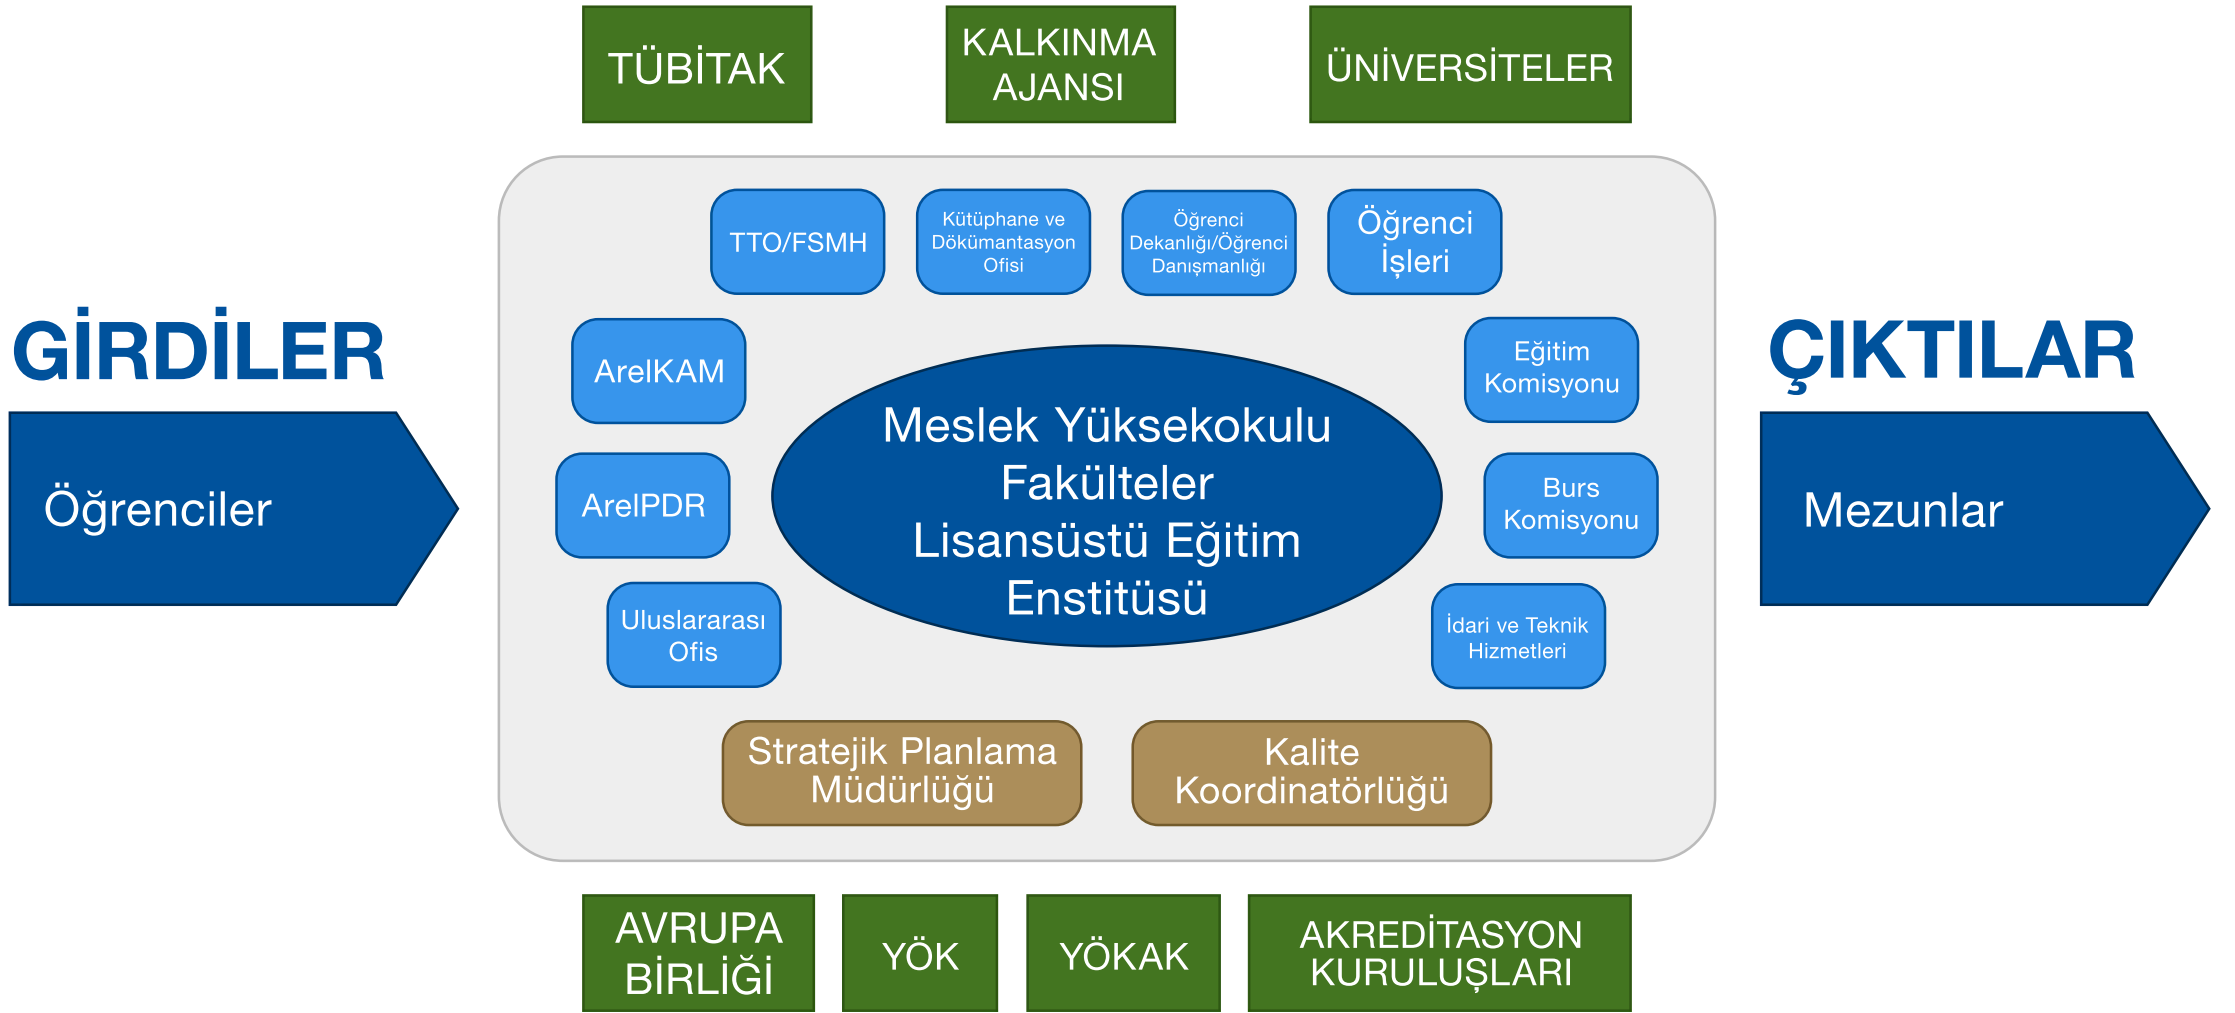 TÜBİTAK
KALKINMA
AJANSI
ÜNİVERSİTELER
TTO/FSMH
Kütüphane ve
Dökümantasyon
Ofisi
Öğrenci
Dekanlığı/Öğrenci
Danışmanlığı
Öğrenci
İşleri
GİRDİLER
Öğrenciler
ArelKAM
ArelPDR
Uluslararası
Ofis
Meslek Yüksekokulu
Fakülteler
Lisansüstü Eğitim
Enstitüsü
Eğitim
Komisyonu
Burs
Komisyonu
İdari ve Teknik
Hizmetleri
ÇIKTILAR
Mezunlar
Stratejik Planlama
Müdürlüğü
Kalite
Koordinatörlüğü
AVRUPA
BİRLİĞİ
YÖK
YÖKAK
AKREDİTASYON
KURULUŞLARI